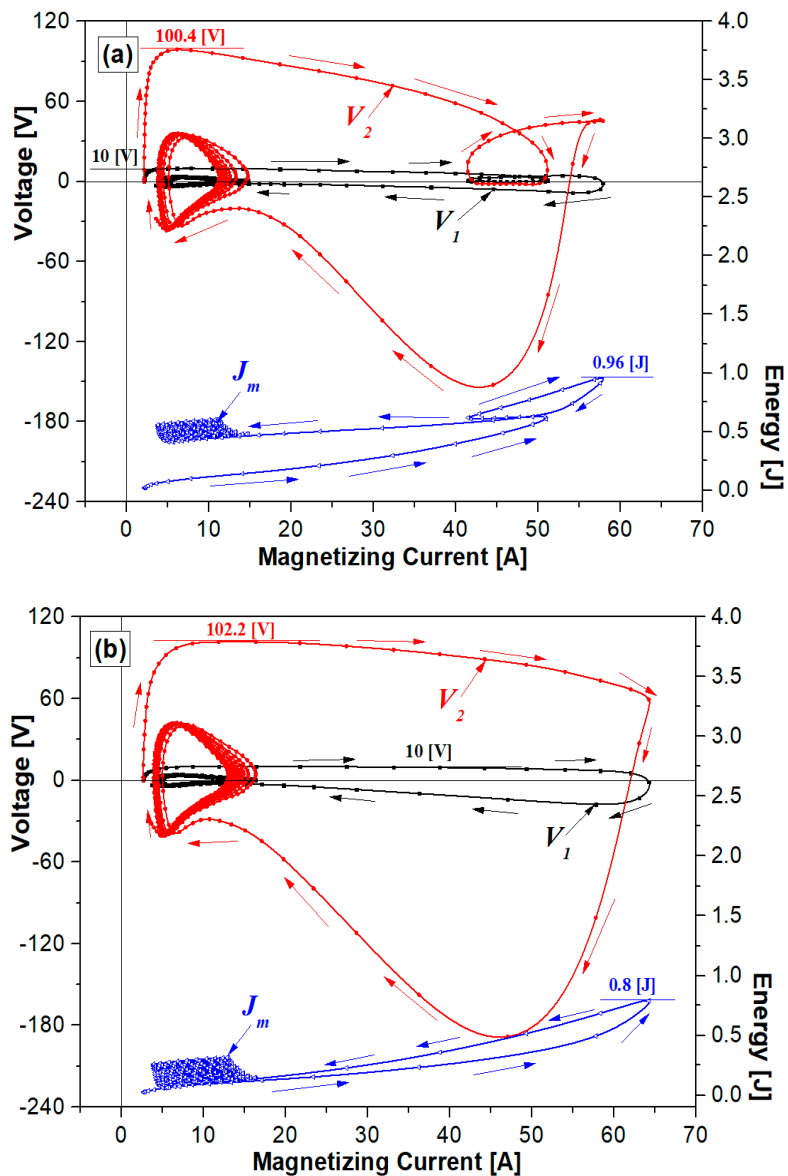 (a)
100.4 [V]
V2
10 [V]
V1
0.96 [J]
Jm
Voltage [V]
120
60
0
-60
-120
-180
-240
Energy [J]
4.0
3.5
3.0
2.5
2.0
1.5
1.0
0.5
0.0
0 10 20 30 40 50 60 70
Magnetizing Current [A]
(b)
102.2 [V]
V2
10 [V]
V1
0.8 [J]
Jm
Voltage [V]
120
60
0
-60
-120
-180
-240
Energy [J]
4.0
3.5
3.0
2.5
2.0
1.5
1.0
0.5
0.0
0 10 20 30 40 50 60 70
Magnetizing Current [A]